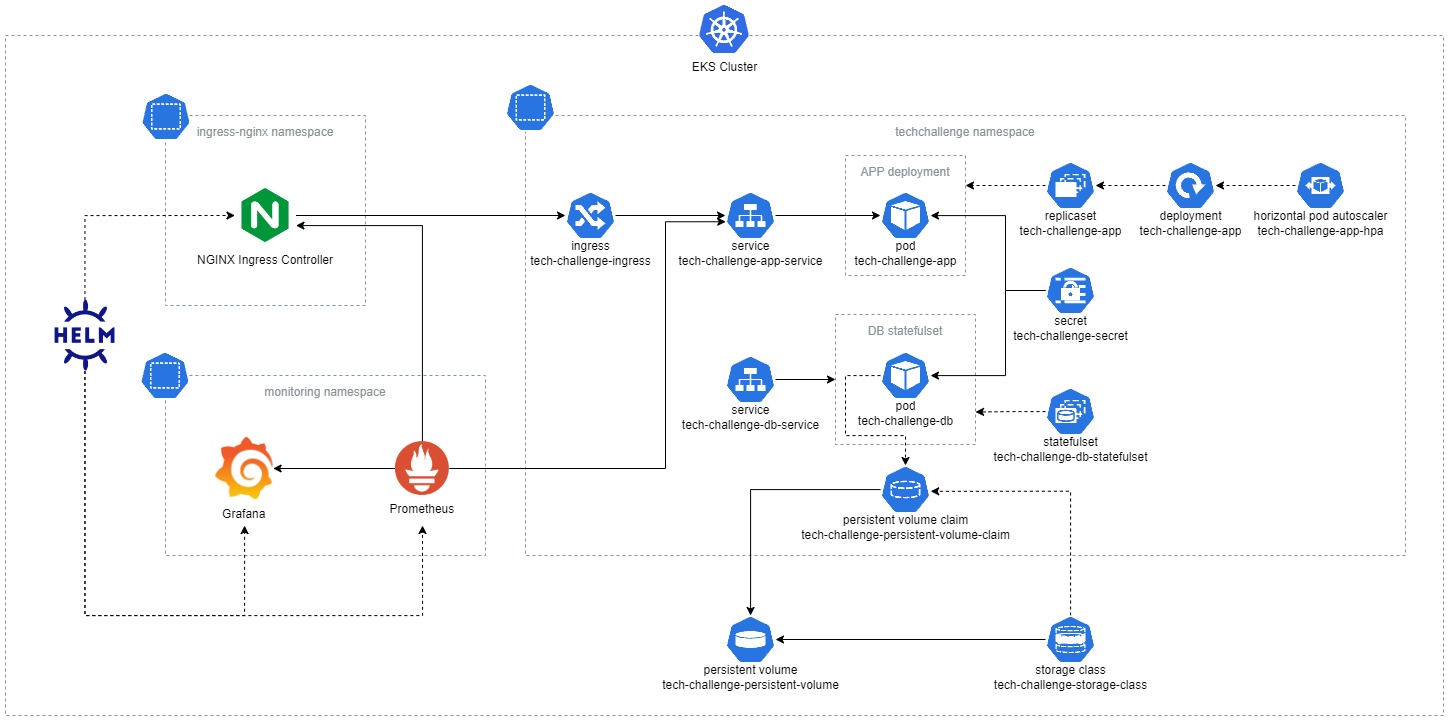 EKS Cluster
ingress-nginx namespace
NGINX Ingress Controller
HELM
monitoring namespace
Grafana
Prometheus
techchallenge namespace
ingress
tech-challenge-ingress
service
tech-challenge-app-service
APP deployment
pod
tech-challenge-app
replicaset
tech-challenge-app
deployment
tech-challenge-app
horizontal pod autoscaler
tech-challenge-app-hpa
secret
tech-challenge-secret
DB statefulset
service
tech-challenge-db-service
pod
tech-challenge-db
statefulset
tech-challenge-db-statefulset
persistent volume claim
tech-challenge-persistent-volume-claim
persistent volume
tech-challenge-persistent-volume
storage class
tech-challenge-storage-class